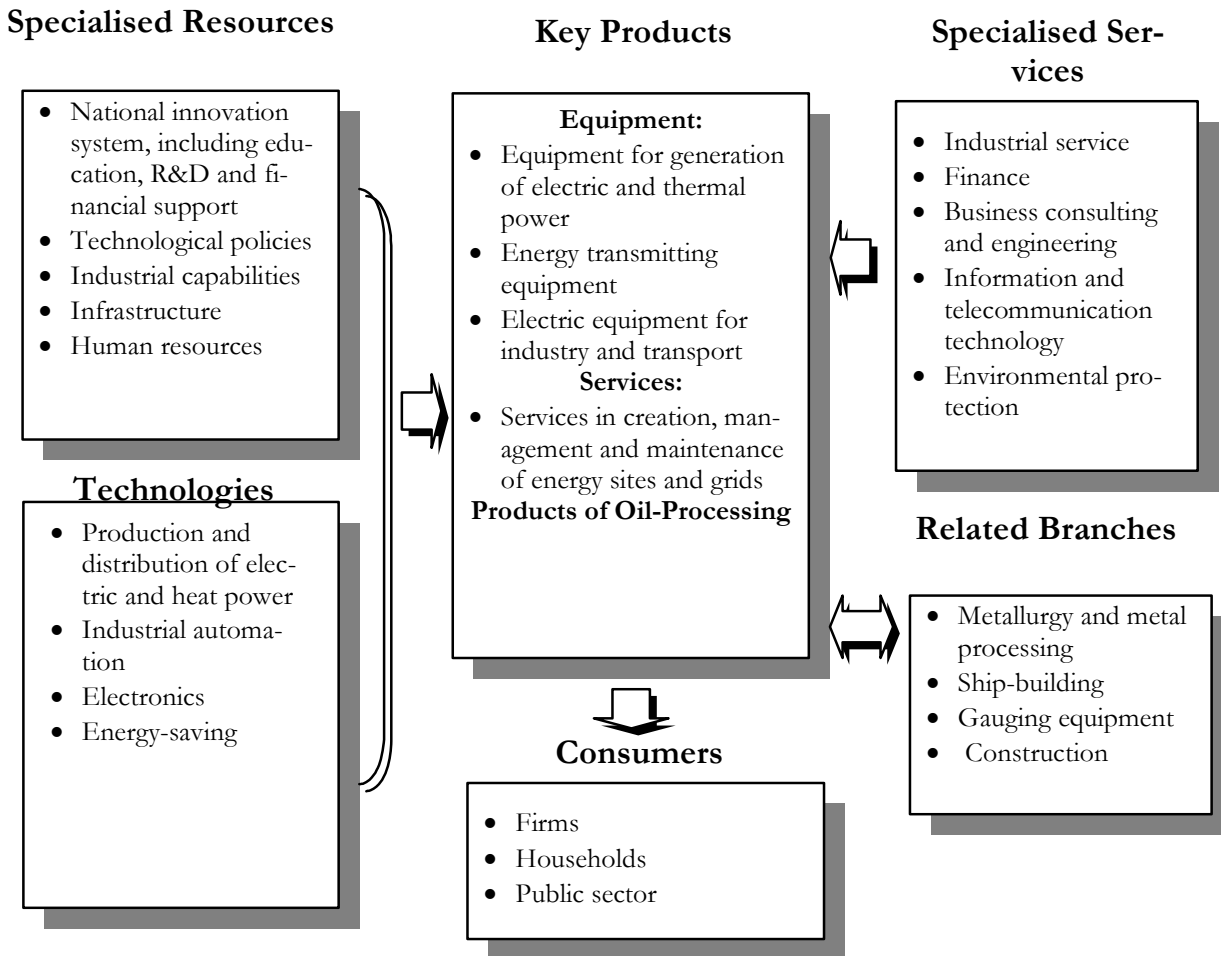 Specialised Resources
• National innovation
system, including edu-
cation, R&D and fi-
nancial support
• Technological policies
• Industrial capabilities
• Infrastructure
• Human resources
Technologies
• Production and
distribution of elec-
tric and heat power
• Industrial automa-
tion
• Electronics
• Energy-saving
Key Products
Equipment:
• Equipment for generation
of electric and thermal
power
• Energy transmitting
equipment
• Electric equipment for
industry and transport
Services:
• Services in creation, man-
agement and maintenance
of energy sites and grids
Products of Oil-Processing
Consumers
• Firms
• Households
• Public sector
Specialised Ser-
vices
• Industrial service
• Finance
• Business consulting
and engineering
• Information and
telecommunication
technology
• Environmental pro-
tection
Related Branches
• Metallurgy and metal
processing
• Ship-building
• Gauging equipment
• Construction